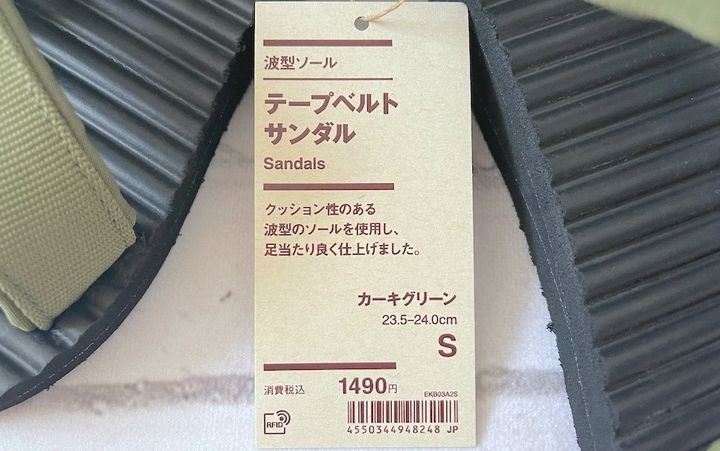 波型ソール
テープベルト
サンダル
Sandals
クッション性のある
波型のソールを使用し、
足当たり良く仕上げました。
カーキグリーン
23.5-24.0cm
S
消費税込 1490円
EKB03A2S
RFID
4550344948248 JP